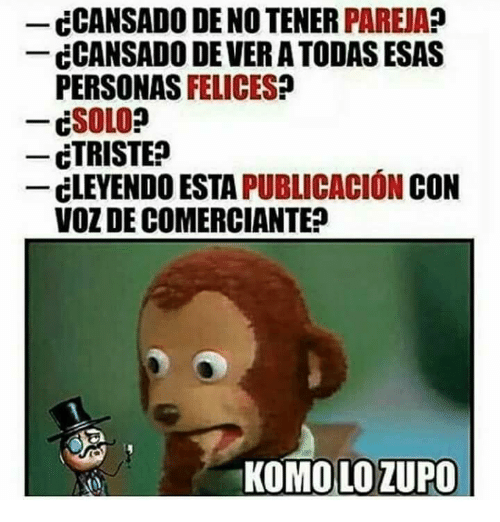 — ¿CANSADO DE NO TENER PAREJA?
— ¿CANSADO DE VER A TODAS ESAS
PERSONAS FELICES?
— ¿SOLO?
— ¿TRISTE?
— ¿LEYENDO ESTA PUBLICACIÓN CON
VOZ DE COMERCIANTE?
KOMO LO ZUPO